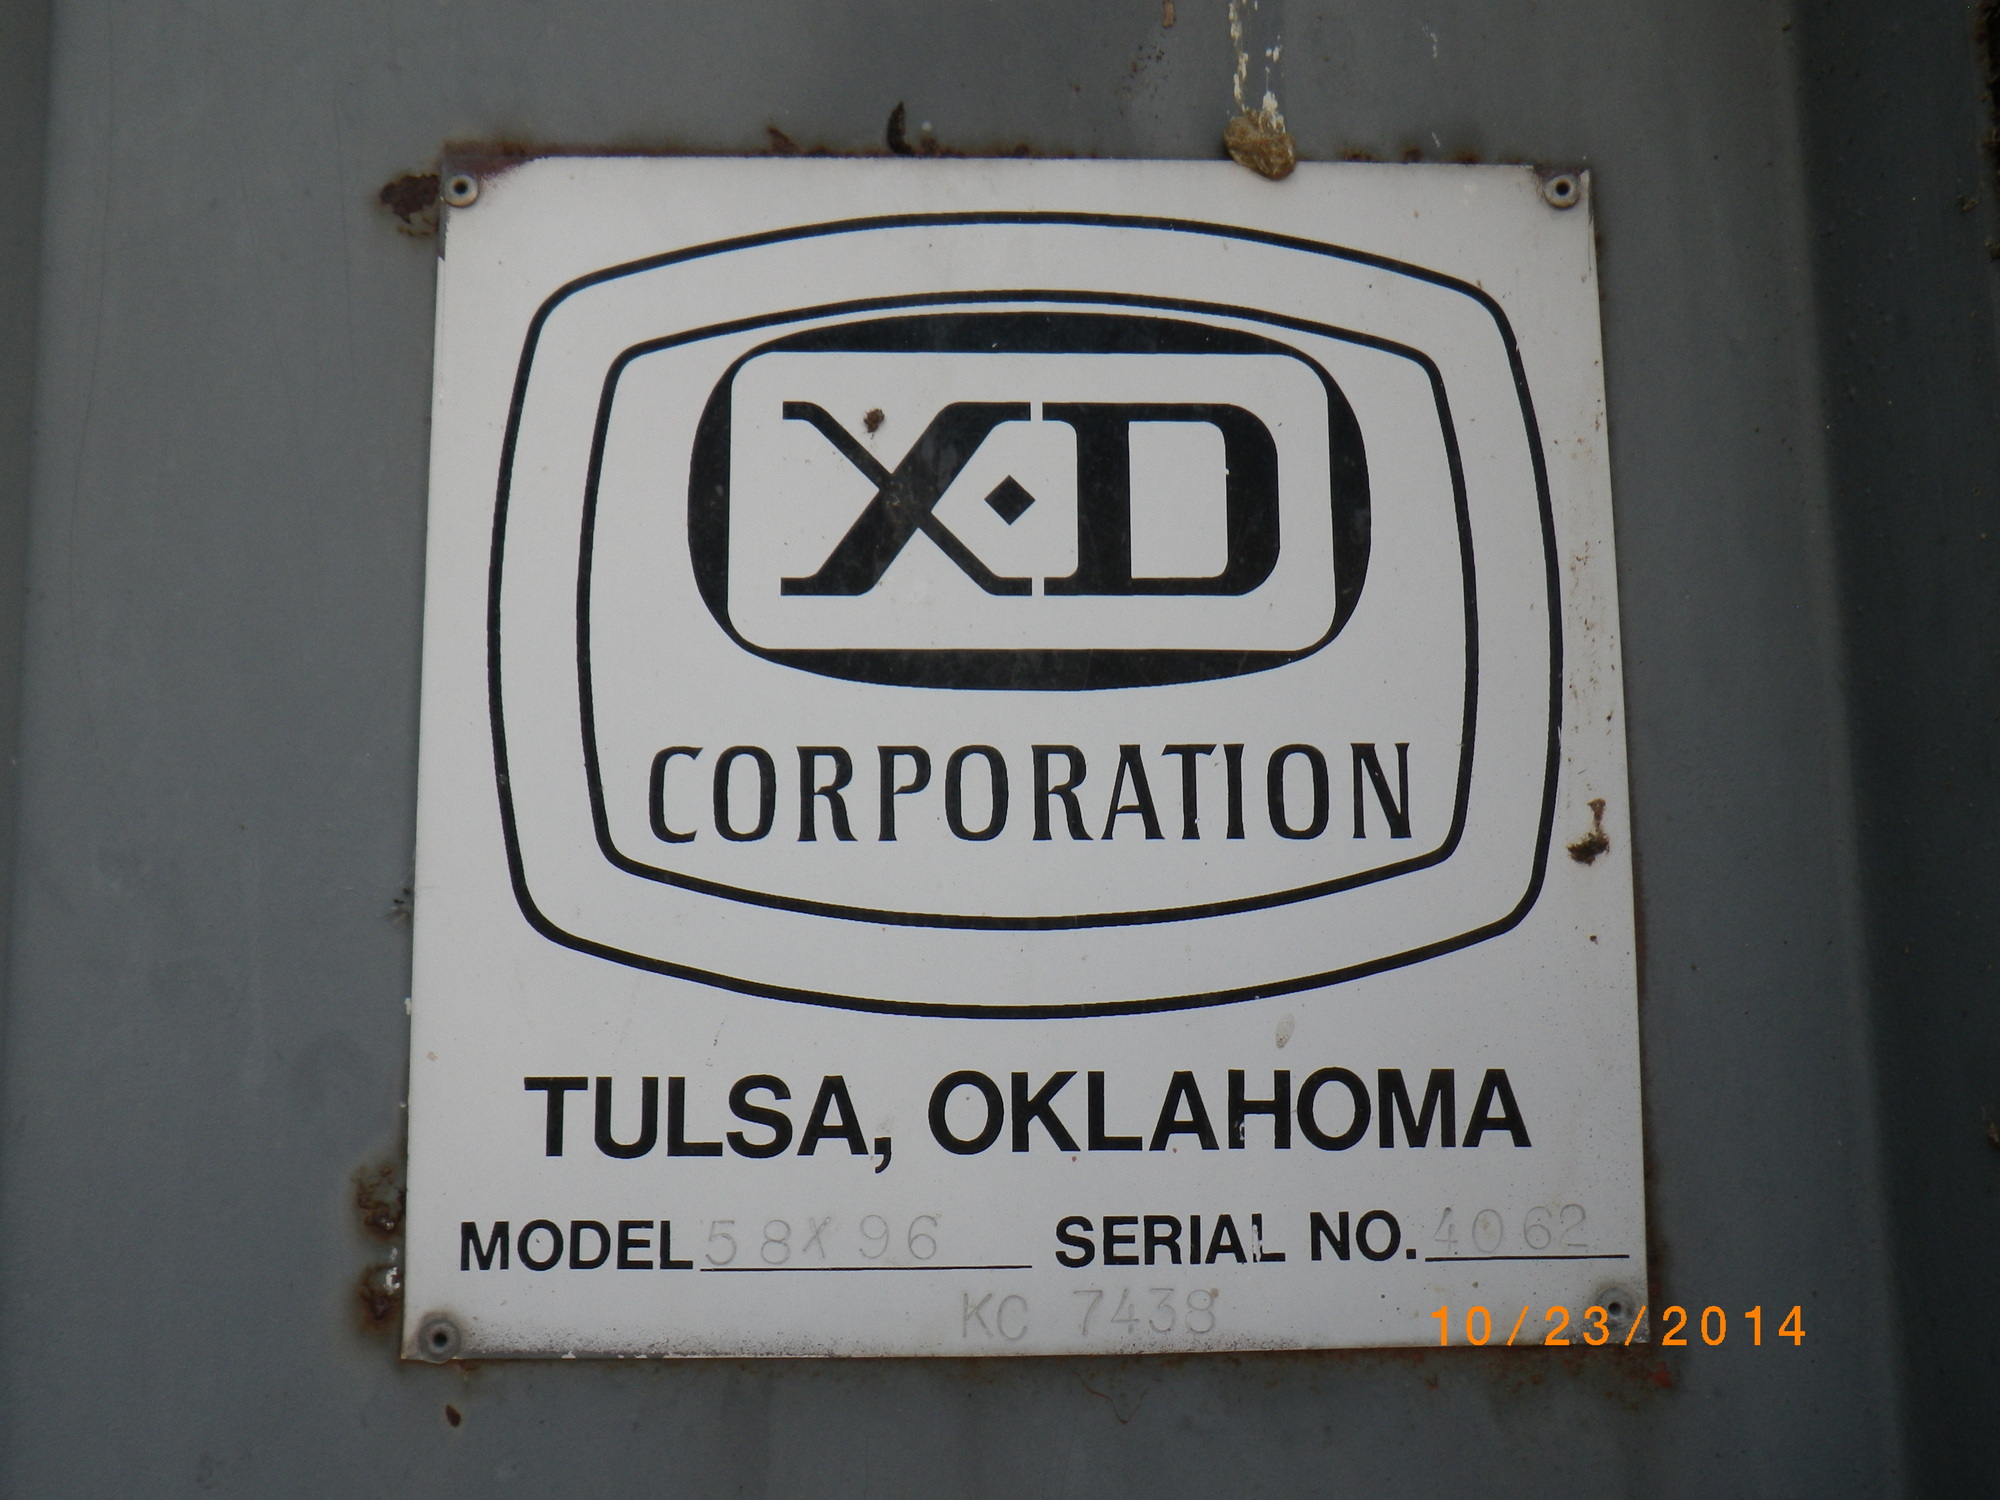 X·D
CORPORATION
TULSA, OKLAHOMA
MODEL 58X96 SERIAL NO. 4062
KC 7438
10/23/2014